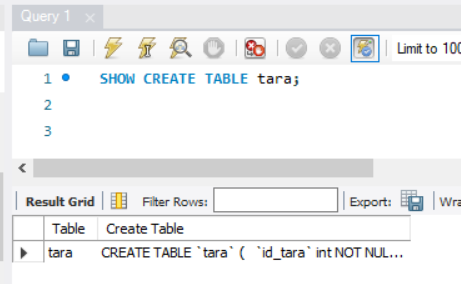 Query 1
Limit to 100
1 SHOW CREATE TABLE tara;
2
3
Result Grid Filter Rows: Export: Wra
Table Create Table
tara CREATE TABLE `tara` ( `id_tara` int NOT NUL...